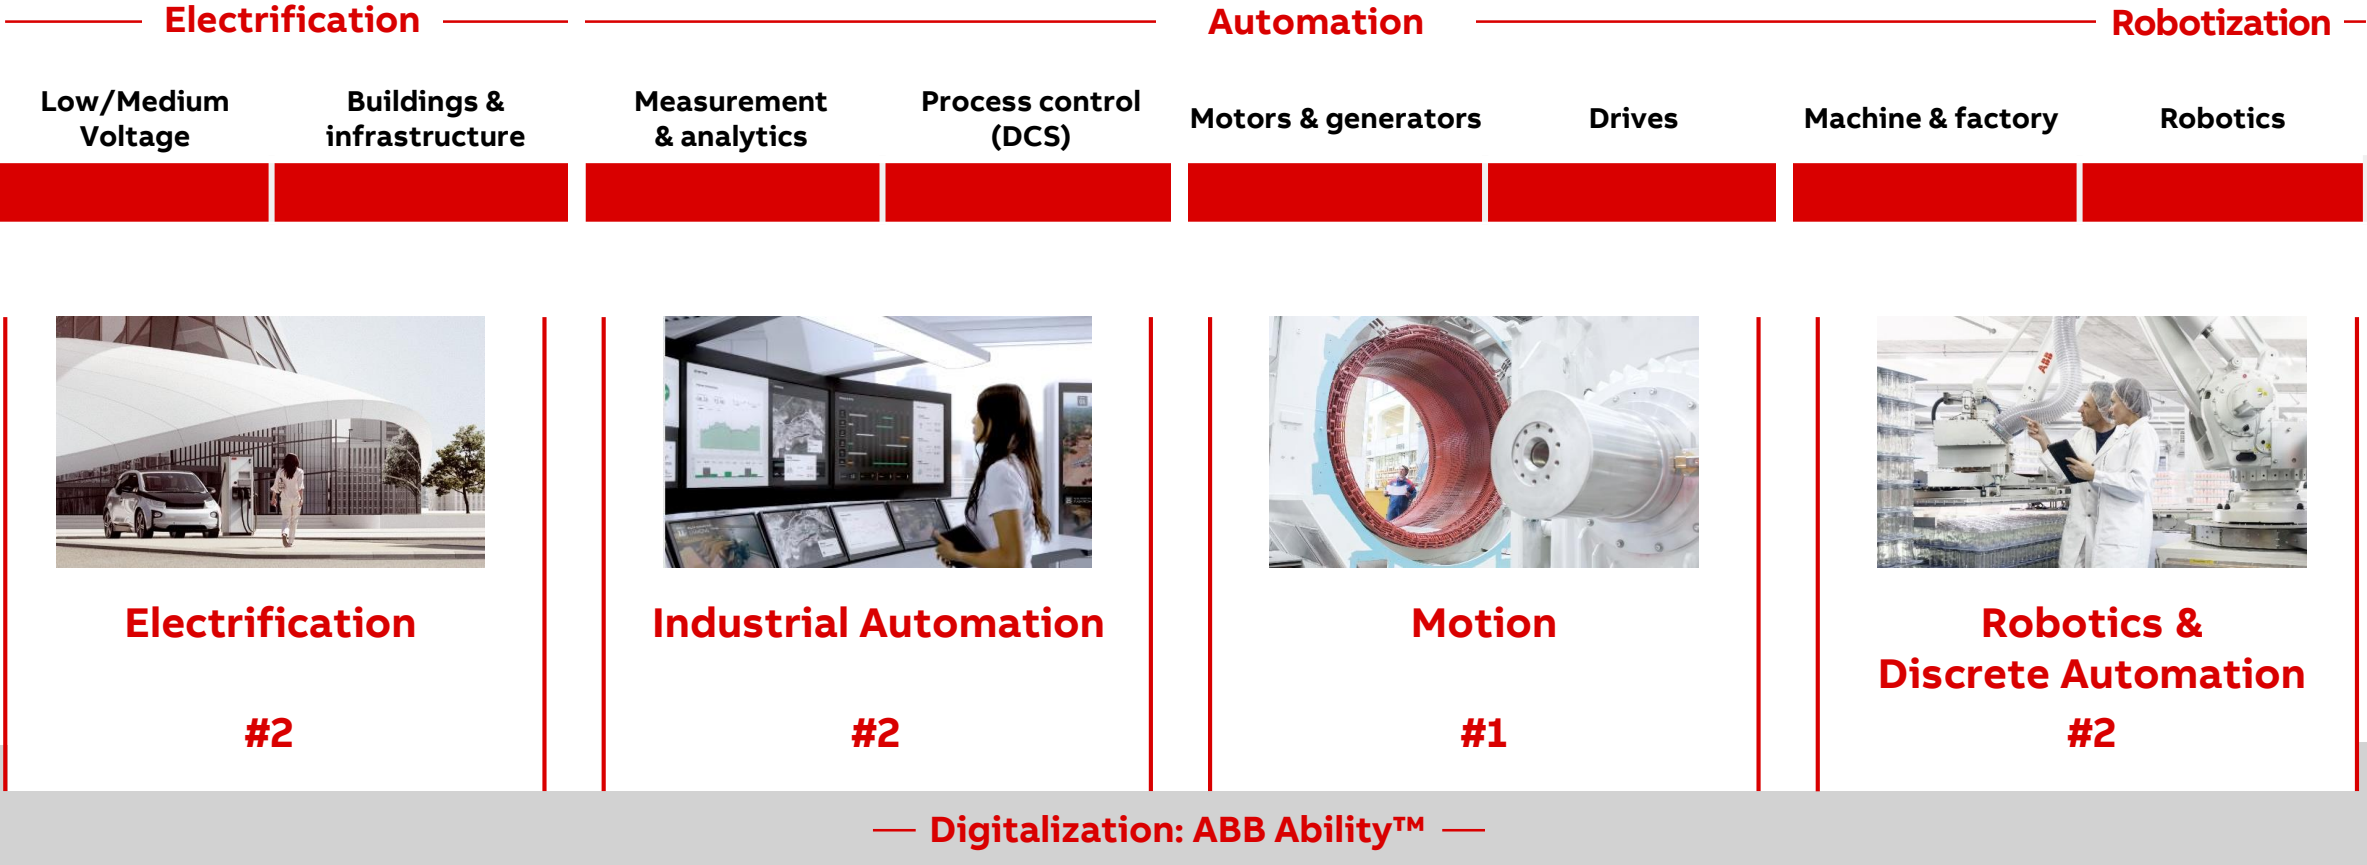 Electrification
Automation
Robotization
Low/Medium
Voltage
Buildings &
infrastructure
Measurement
& analytics
Process control
(DCS)
Motors & generators
Drives
Machine & factory
Robotics
ABB
Electrification
#2
Industrial Automation
#2
Motion
#1
Robotics &
Discrete Automation
#2
Digitalization: ABB Ability™